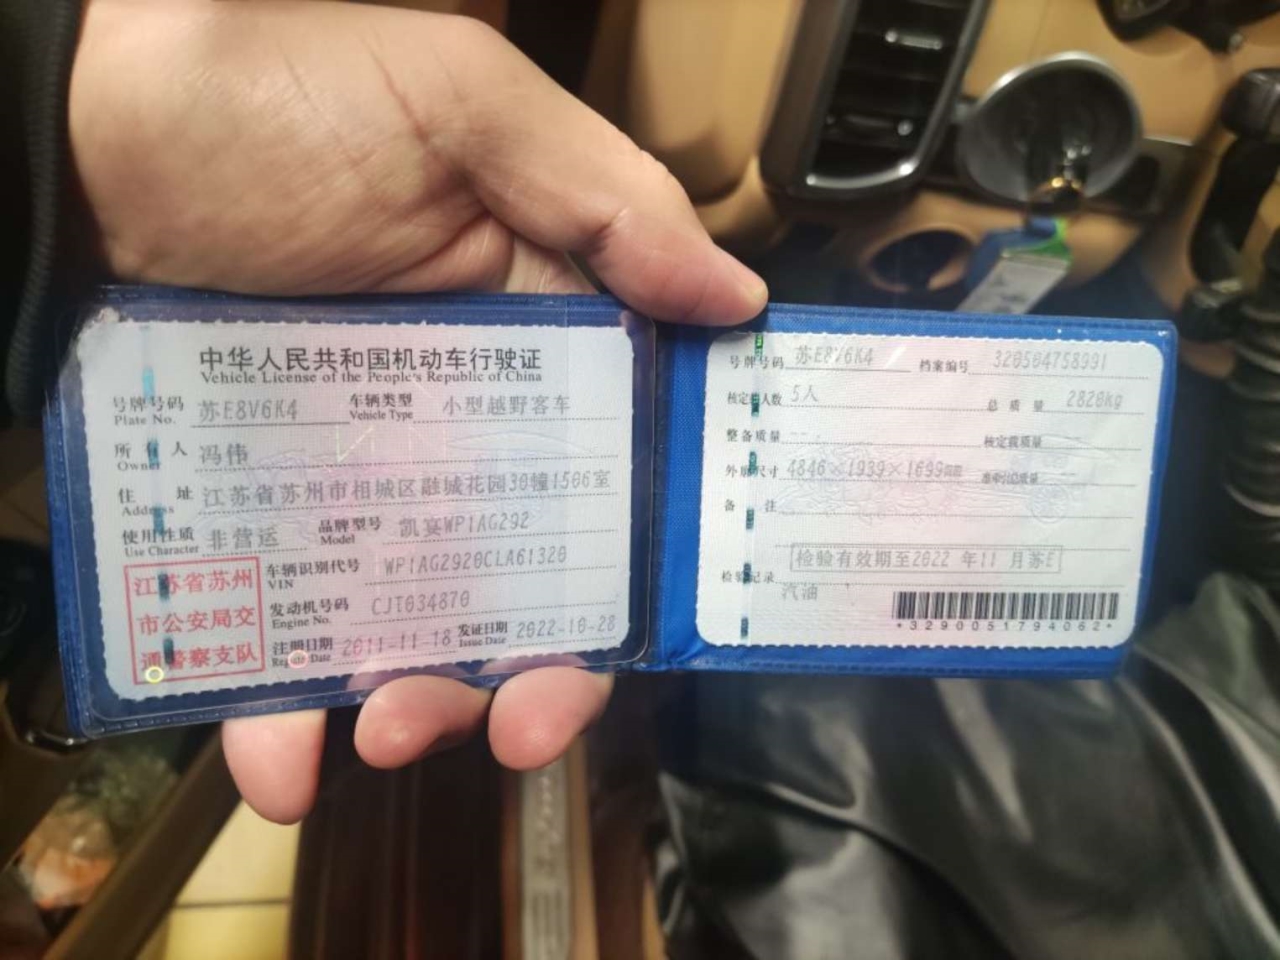 中华人民共和国机动车行驶证
Vehicle License of the People's Republic of China
号牌号码 苏E8V6K4 车辆类型 小型越野客车
Plate No. Vehicle Type
所有人 冯伟
Owner
住址 江苏省苏州市相城区融城花园30幢1506室
Address
使用性质 非营运 品牌型号 凯宴WP1AG292
Use Character Model
江苏省苏州市公安局交通警察支队
车辆识别代号 WP1AG2920CLA61320
VIN
发动机号码 CJT034870
Engine No.
注册日期 2011-11-18 发证日期 2022-10-28
Register Date Issue Date
号牌号码 苏E8V6K4 档案编号 320504758991
核定载人数 5人 总质量 2820kg
整备质量 -- 核定载质量
外廓尺寸 4846×1939×1699mm 准牵引总质量
备注
检验有效期至2022年11月苏E
检验记录
汽油
*3290051794062*